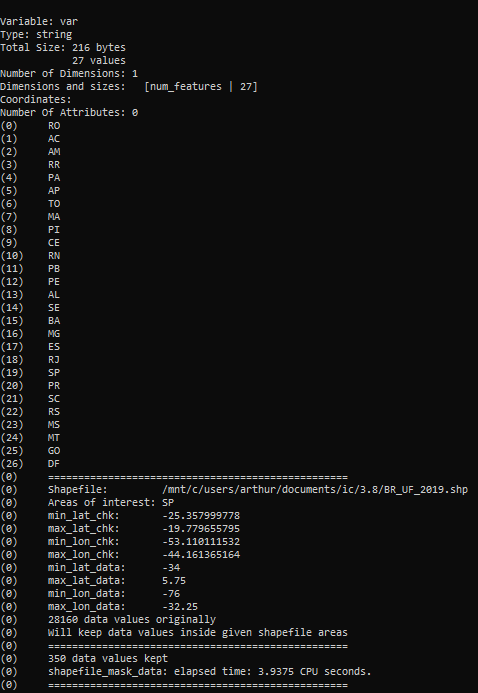 Variable: var
Type: string
Total Size: 216 bytes
27 values
Number of Dimensions: 1
Dimensions and sizes: [num_features | 27]
Coordinates:
Number Of Attributes: 0
(0) RO
(1) AC
(2) AM
(3) RR
(4) PA
(5) AP
(6) TO
(7) MA
(8) PI
(9) CE
(10) RN
(11) PB
(12) PE
(13) AL
(14) SE
(15) BA
(16) MG
(17) ES
(18) RJ
(19) SP
(20) PR
(21) SC
(22) RS
(23) MS
(24) MT
(25) GO
(26) DF
(0) ==================================================
(0) Shapefile: /mnt/c/users/arthur/documents/ic/3.8/BR_UF_2019.shp
(0) Areas of interest: SP
(0) min_lat_chk: -25.357999778
(0) max_lat_chk: -19.779655795
(0) min_lon_chk: -53.110111532
(0) max_lon_chk: -44.161365164
(0) min_lat_data: -34
(0) max_lat_data: 5.75
(0) min_lon_data: -76
(0) max_lon_data: -32.25
(0) 28160 data values originally
(0) Will keep data values inside given shapefile areas
(0) ==================================================
(0) 350 data values kept
(0) shapefile_mask_data: elapsed time: 3.9375 CPU seconds.
(0) ==================================================